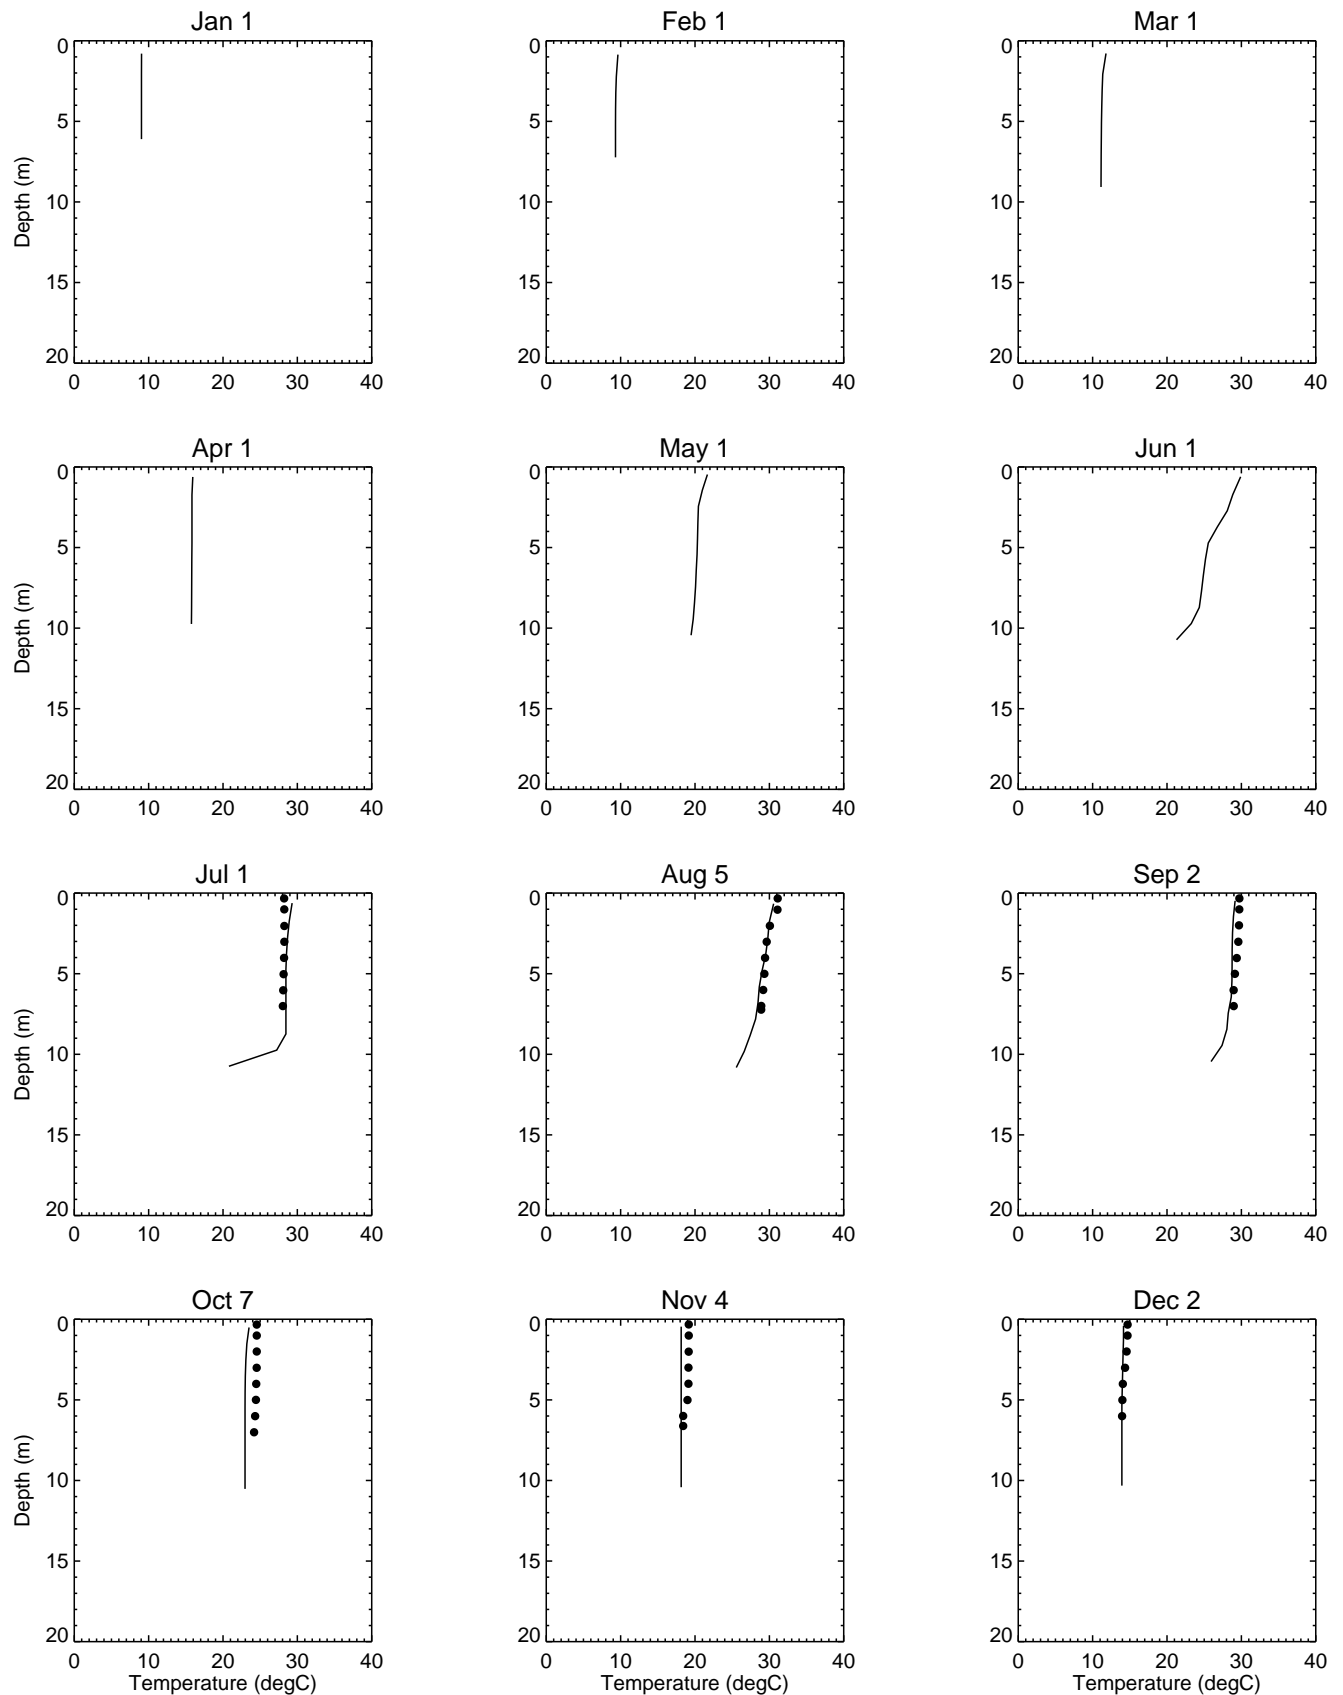 Jan 1 Feb 1 Mar 1
0 0 0
5 5 5
10 10 10
15 15 15
20 20 20
Depth (m)
0 10 20 30 40 0 10 20 30 40 0 10 20 30 40
Apr 1 May 1 Jun 1
0 0 0
5 5 5
10 10 10
15 15 15
20 20 20
Depth (m)
0 10 20 30 40 0 10 20 30 40 0 10 20 30 40
Jul 1 Aug 5 Sep 2
0 0 0
5 5 5
10 10 10
15 15 15
20 20 20
Depth (m)
0 10 20 30 40 0 10 20 30 40 0 10 20 30 40
Oct 7 Nov 4 Dec 2
0 0 0
5 5 5
10 10 10
15 15 15
20 20 20
Depth (m)
0 10 20 30 40 0 10 20 30 40 0 10 20 30 40
Temperature (degC) Temperature (degC) Temperature (degC)